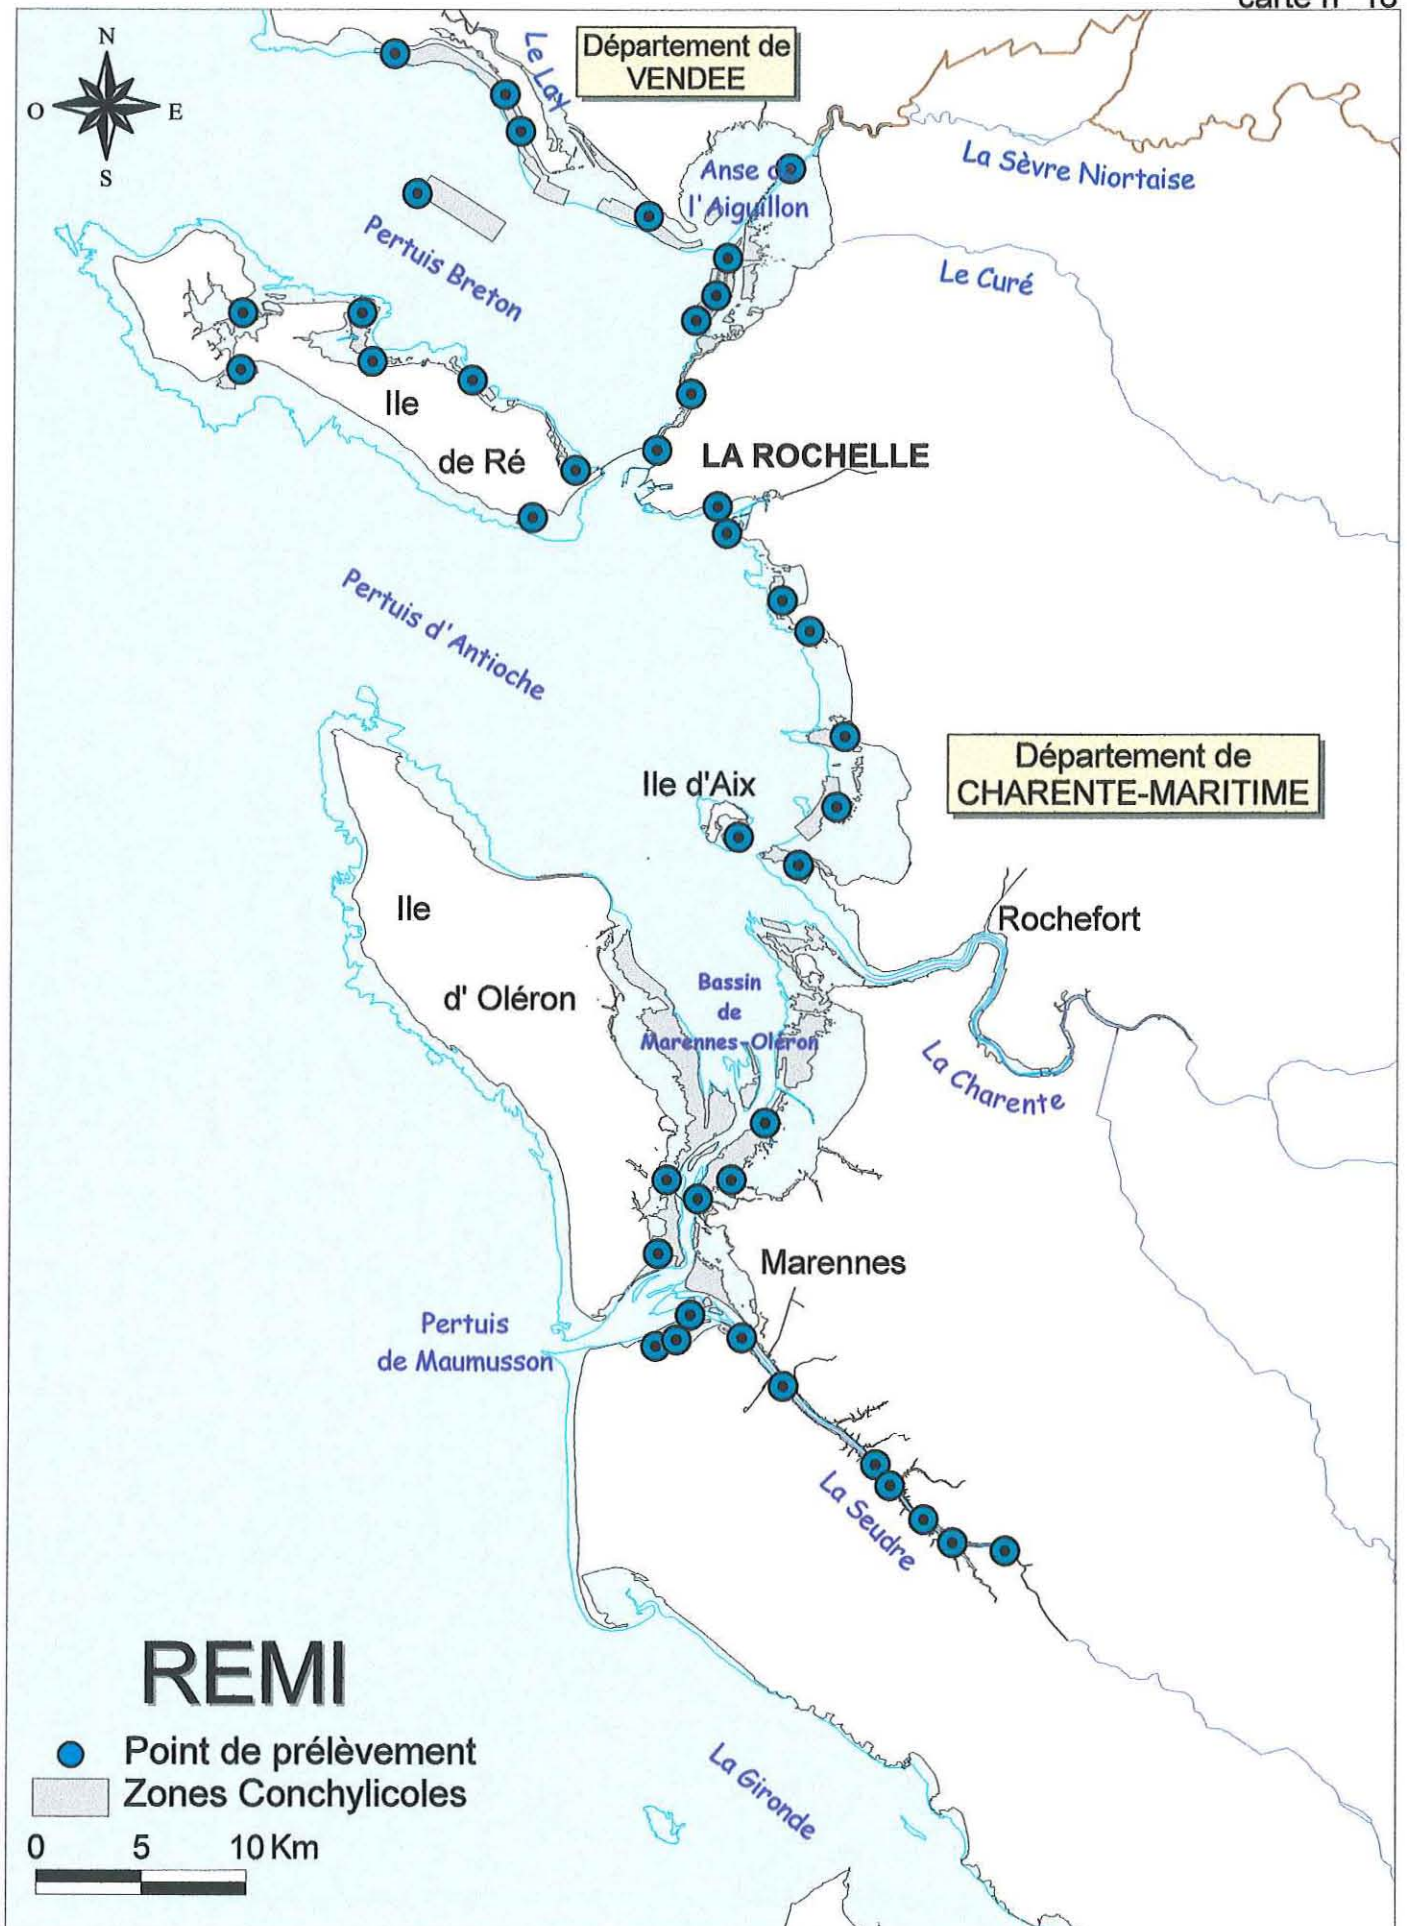 carte n° 18
N
Département de
VENDEE
Le Lay
O
E
S
La Sèvre Niortaise
Anse d
l'Aiguillon
Pertuis Breton
Le Curé
Ile
de Ré
LA ROCHELLE
Pertuis d'Antioche
Département de
CHARENTE-MARITIME
Ile d'Aix
Ile
d' Oléron
Rochefort
Bassin
de
Marennes-Oléron
La Charente
Marennes
Pertuis
de Maumusson
La Seudre
REMI
Point de prélèvement
Zones Conchylicoles
La Gironde
0 5 10 Km